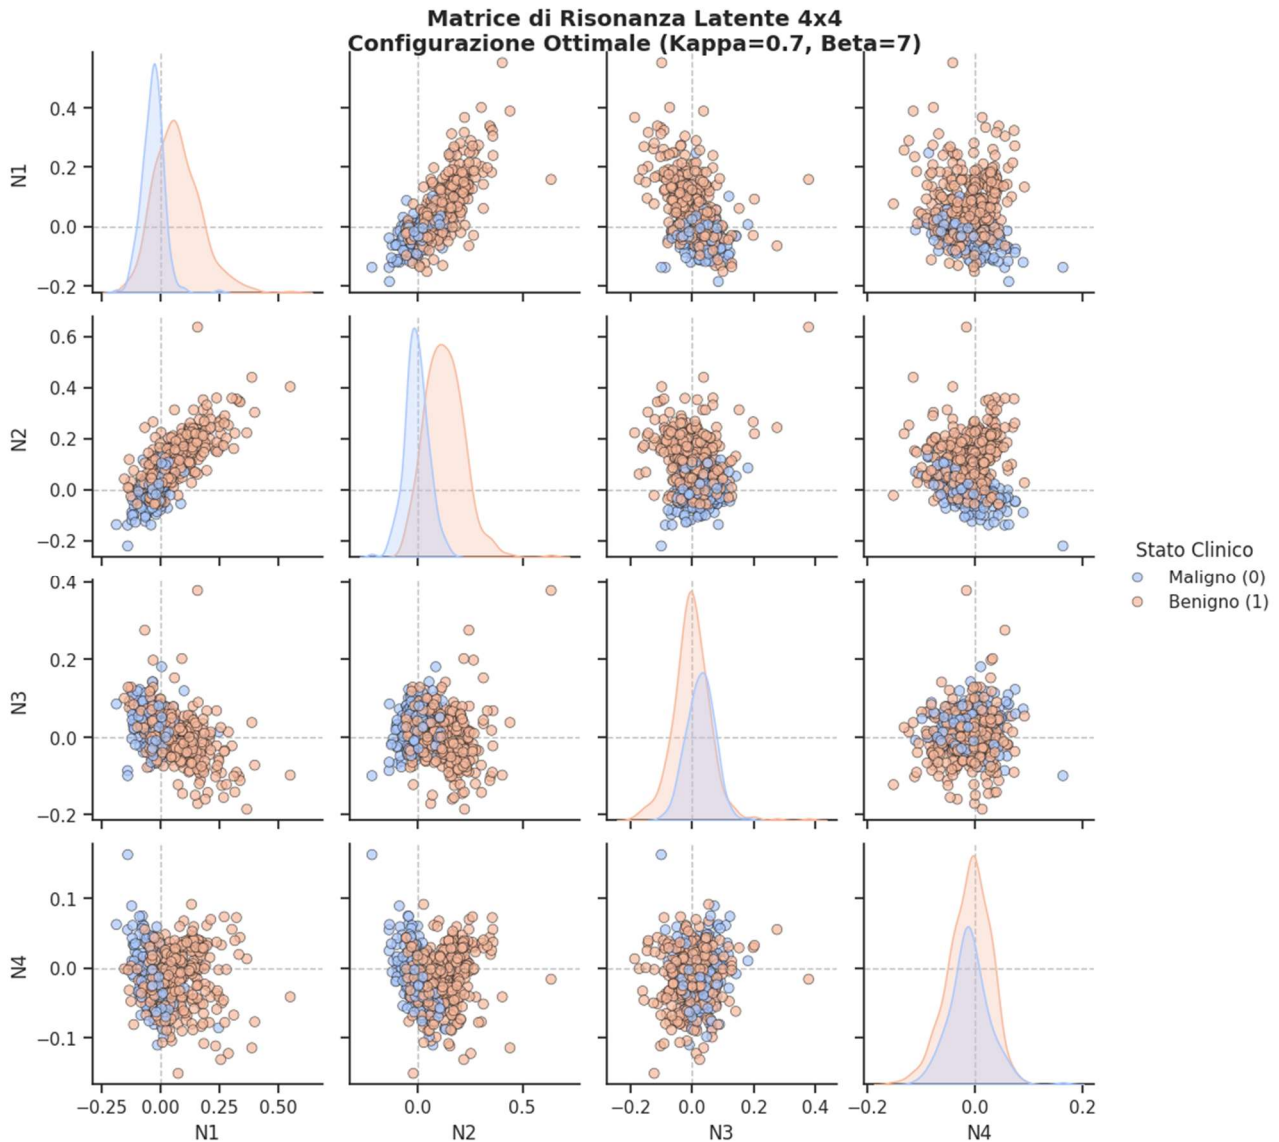 Matrice di Risonanza Latente 4x4
Configurazione Ottimale (Kappa=0.7, Beta=7)
N1
0.4
0.2
0.0
−0.2
N2
0.6
0.4
0.2
0.0
−0.2
Stato Clinico
Maligno (0)
Benigno (1)
N3
0.4
0.2
0.0
−0.2
N4
0.1
0.0
−0.1
−0.25 0.00 0.25 0.50
0.0 0.5
−0.2 0.0 0.2 0.4
−0.2 0.0 0.2
N1 N2 N3 N4